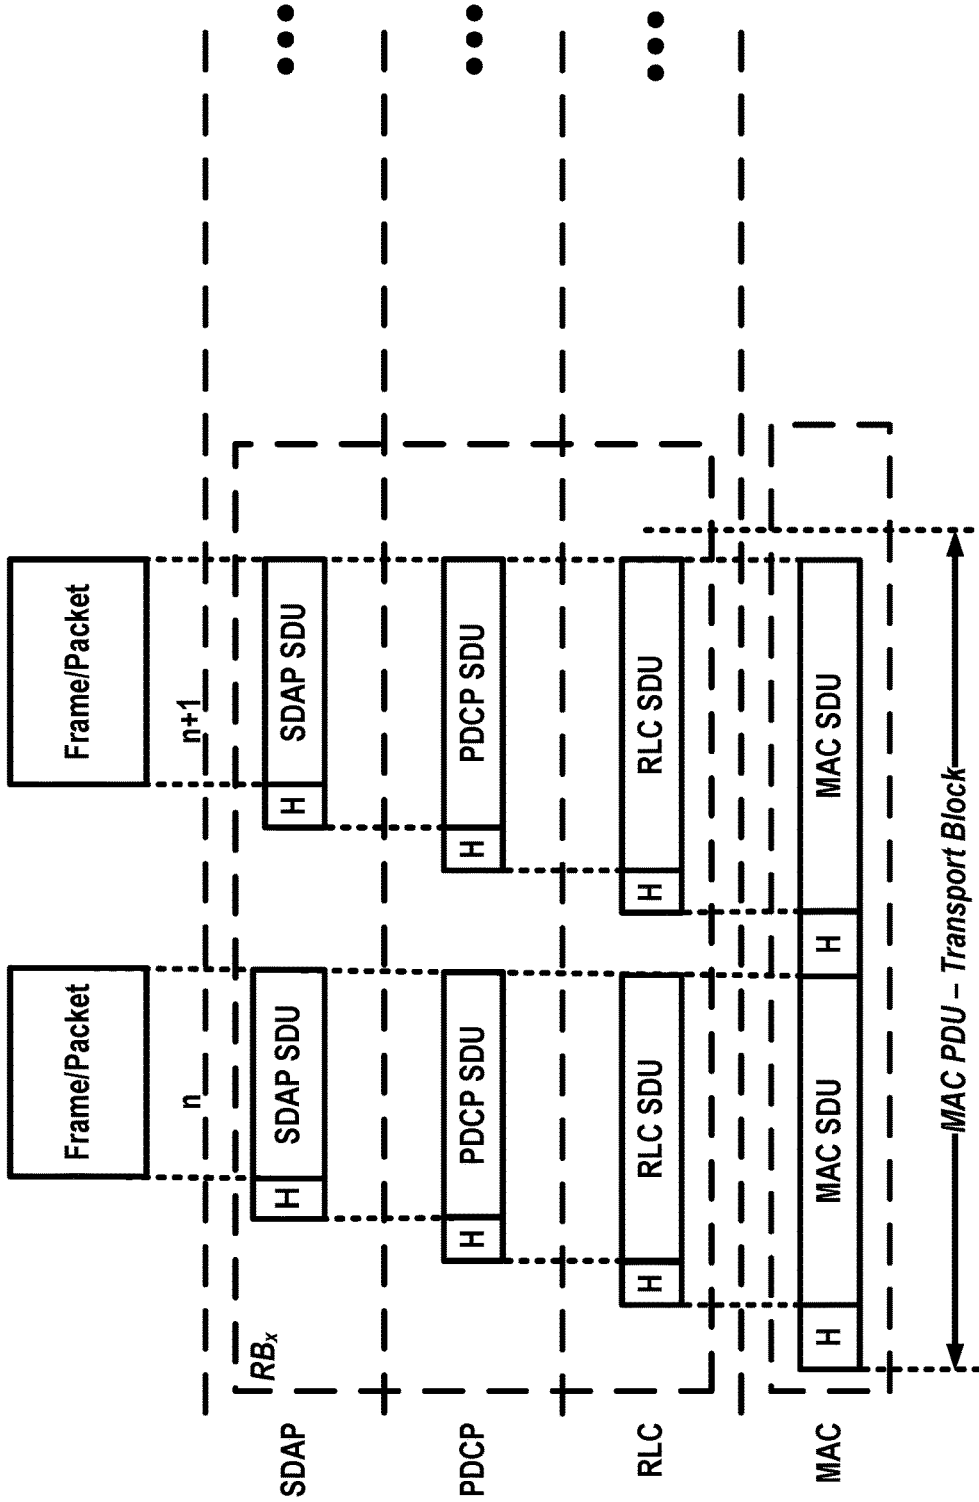 Frame/Packet
Frame/Packet
n
n+1
RBx
SDAP
H
SDAP SDU
H
SDAP SDU
PDCP
H
PDCP SDU
H
PDCP SDU
RLC
H
RLC SDU
H
RLC SDU
MAC
H
MAC SDU
H
MAC SDU
MAC PDU – Transport Block